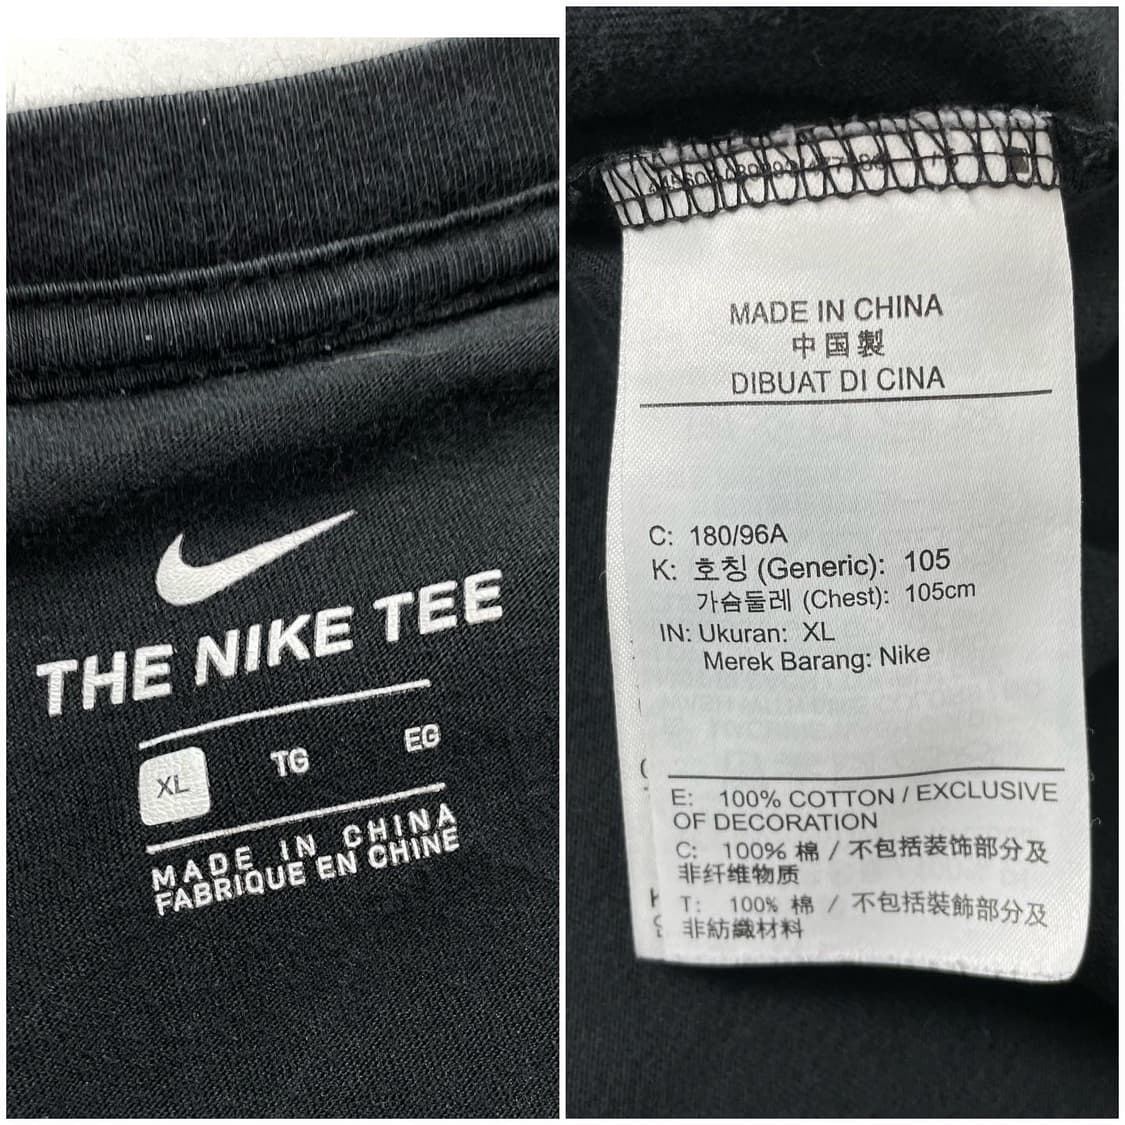 THE NIKE TEE
XL TG EG
MADE IN CHINA
FABRIQUE EN CHINE
MADE IN CHINA
中国製
DIBUAT DI CINA
C: 180/96A
K: 호칭 (Generic): 105
가슴둘레 (Chest): 105cm
IN: Ukuran: XL
Merek Barang: Nike
E: 100% COTTON / EXCLUSIVE
OF DECORATION
C: 100% 棉 / 不包括装饰部分及
非纤维物质
T: 100% 棉 / 不包括裝飾部分及
非紡織材料